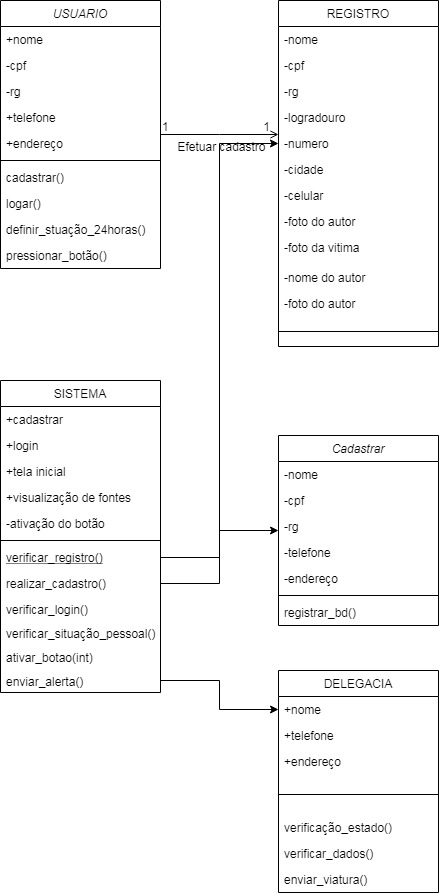 USUARIO
+nome
-cpf
-rg
+telefone
+endereço
cadastrar()
logar()
definir_stuação_24horas()
pressionar_botão()
1
1
Efetuar cadastro
REGISTRO
-nome
-cpf
-rg
-logradouro
-numero
-cidade
-celular
-foto do autor
-foto da vitima
-nome do autor
-foto do autor
SISTEMA
+cadastrar
+login
+tela inicial
+visualização de fontes
-ativação do botão
verificar_registro()
realizar_cadastro()
verificar_login()
verificar_situação_pessoal()
ativar_botao(int)
enviar_alerta()
Cadastrar
-nome
-cpf
-rg
-telefone
-endereço
registrar_bd()
DELEGACIA
+nome
+telefone
+endereço
verificação_estado()
verificar_dados()
enviar_viatura()